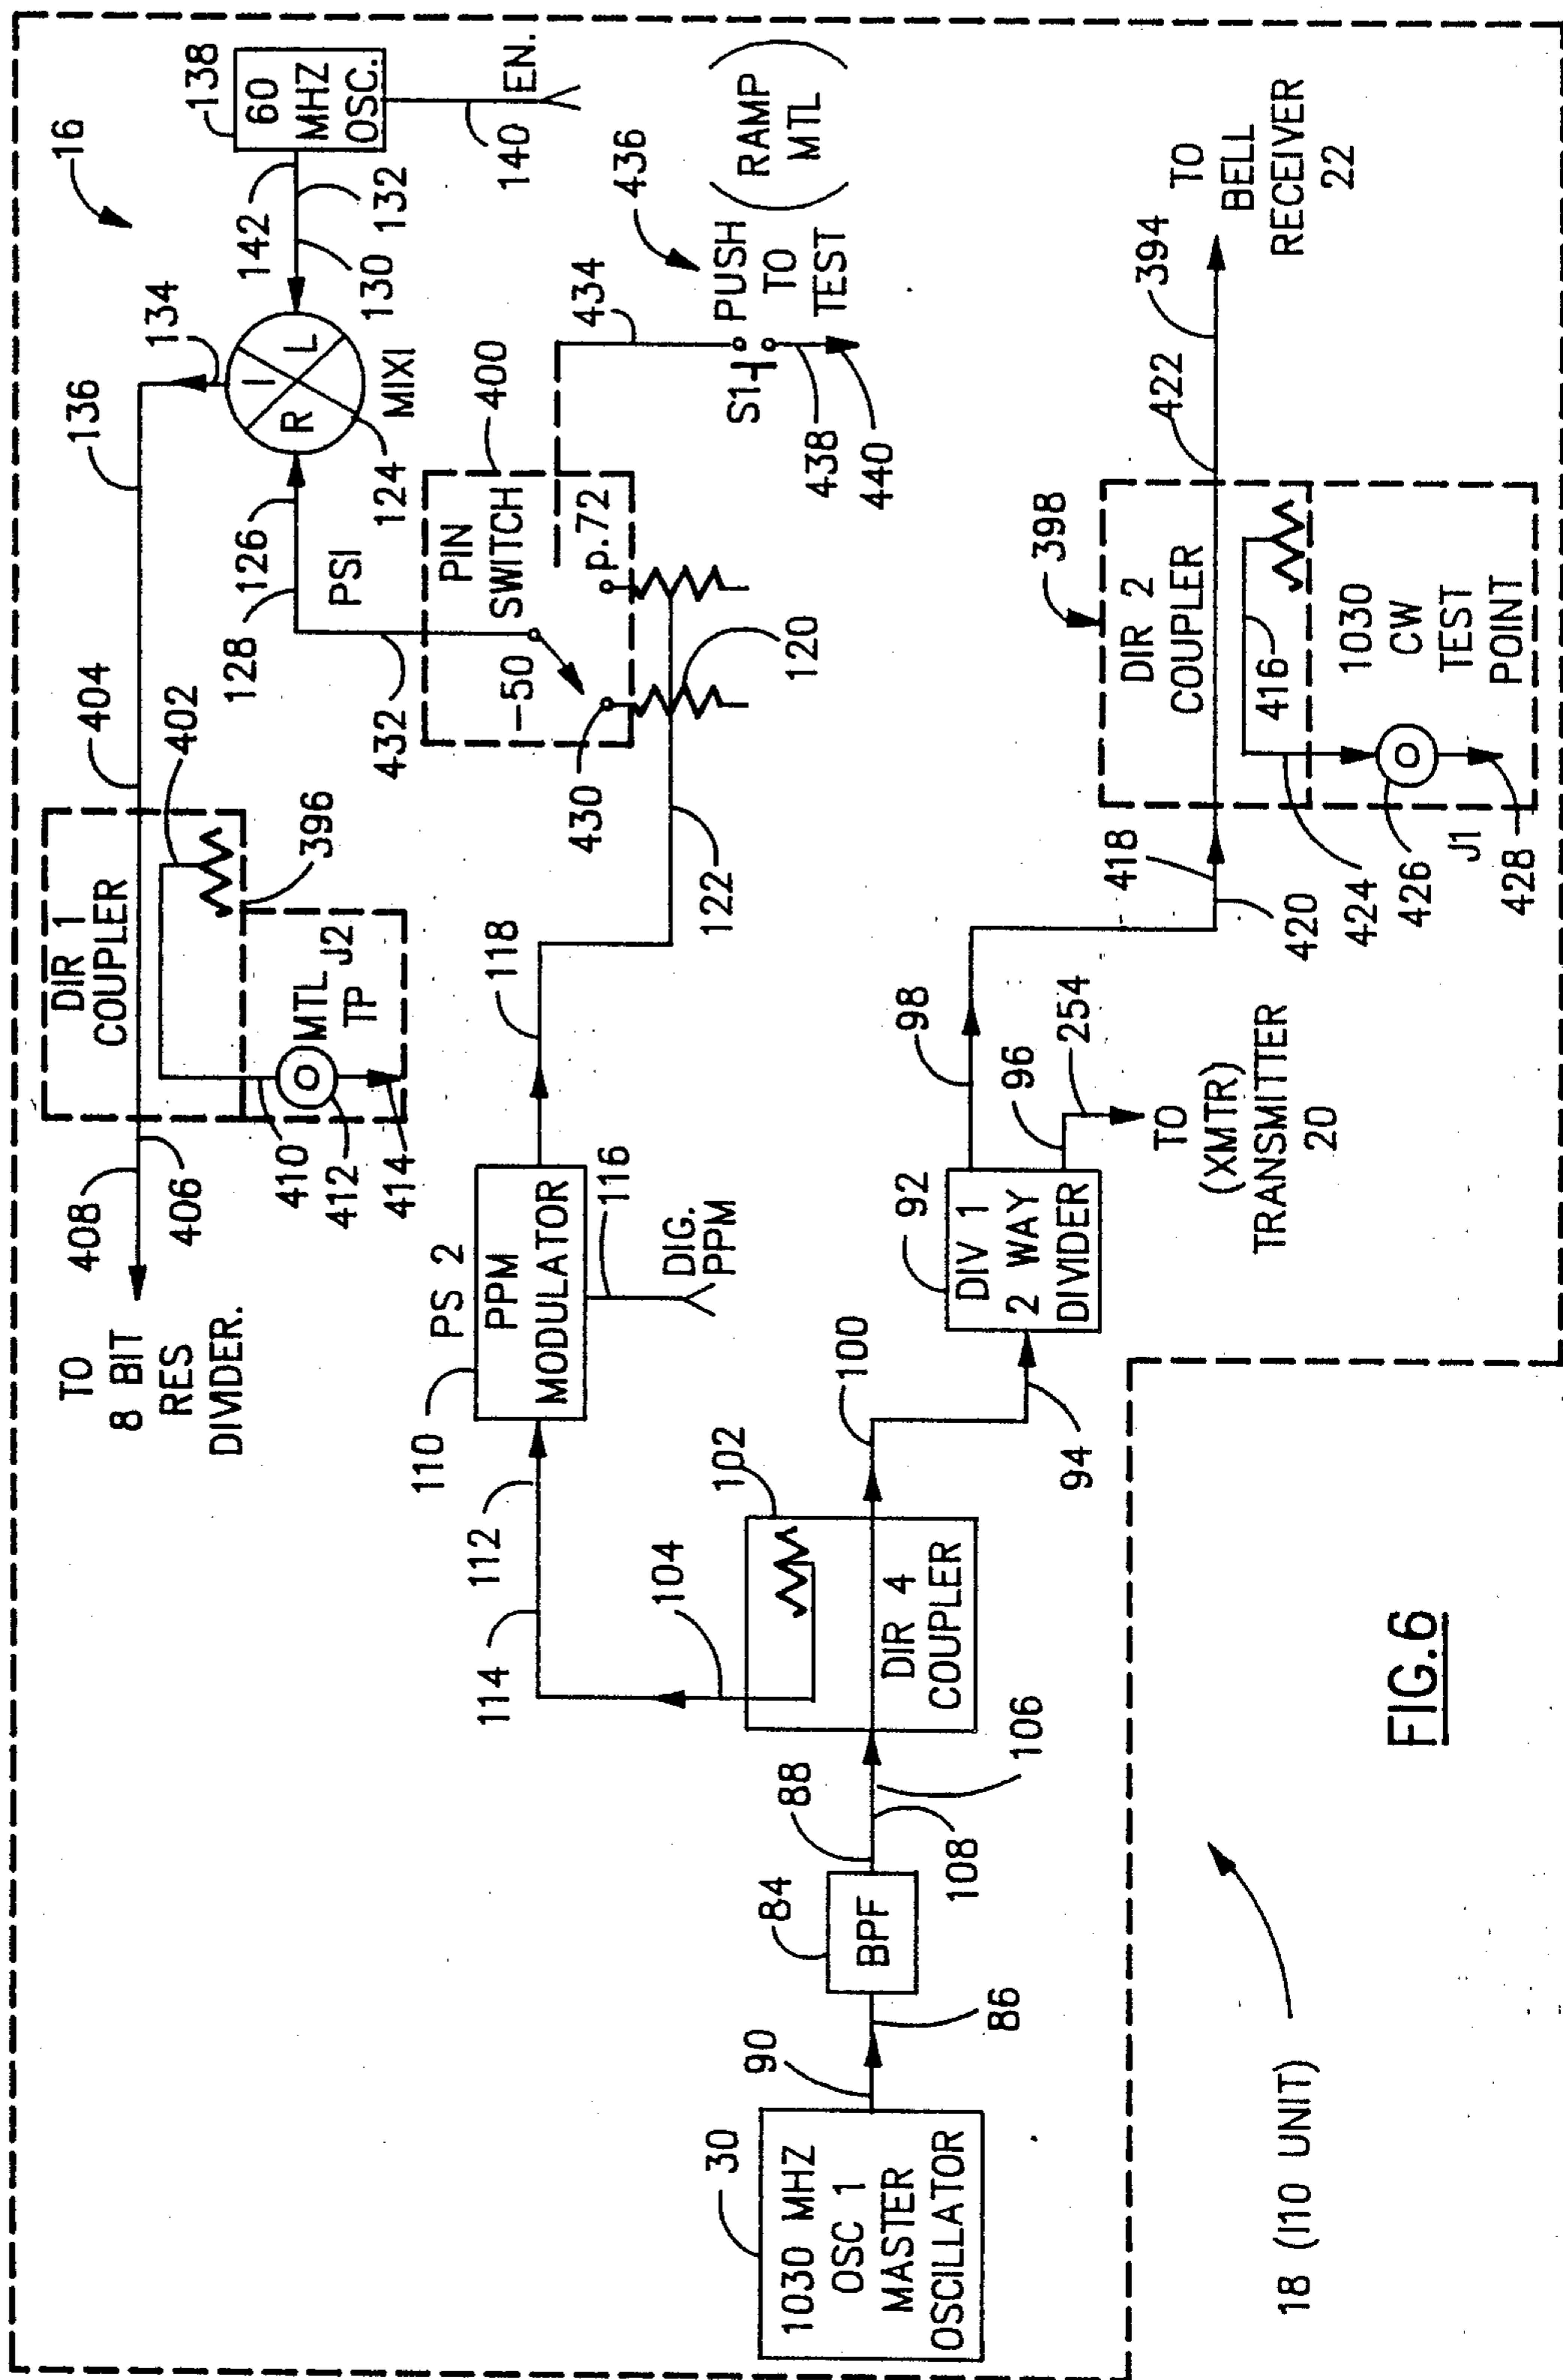 16
138
60
MHZ
OSC.
142
132
130
140
EN.
134
136
I
R
L
MIXI
124
126
128
PSI
404
402
DIR 1
COUPLER
396
MTL J2
TP
410
412
414
408
406
TO
8 BIT
RES
DIVIDER.
400
PIN
SWITCH
-50
p.72
432
430
120
122
434
436
PUSH
TO
TEST
(RAMP
MTL)
S1
438
440
118
PS 2
PPM
MODULATOR
110
116
DIG.
PPM
112
114
104
102
DIR 4
COUPLER
100
94
106
108
88
84
BPF
86
90
30
1030 MHZ
OSC 1
MASTER
OSCILLATOR
92
DIV 1
2 WAY
DIVIDER
98
96
254
TO
(XMTR)
TRANSMITTER
20
418
420
398
DIR 2
COUPLER
416
1030
CW
TEST
POINT
424
426
J1
428
422
394
TO
BELL
RECEIVER
22
18 (I10 UNIT)
FIG.6